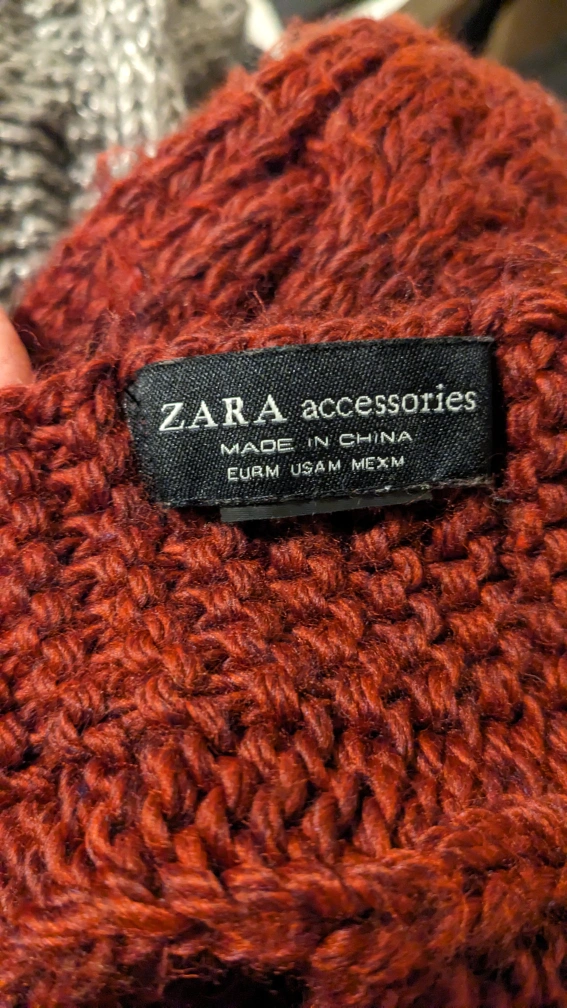 ZARA accessories
MADE IN CHINA
EURM USAM MEXM